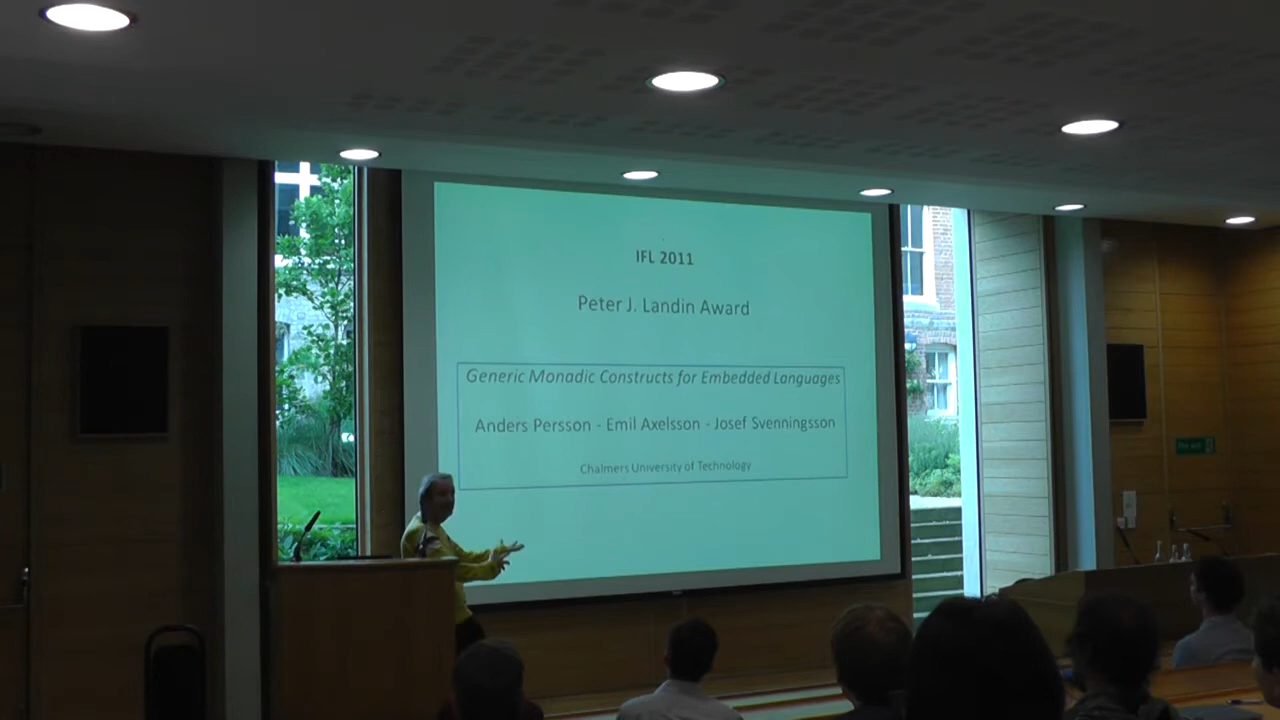 IFL 2011
Peter J. Landin Award
Generic Monadic Constructs for Embedded Languages
Anders Persson - Emil Axelsson - Josef Svenningsson
Chalmers University of Technology